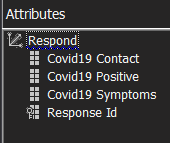 Attributes
Respond
Covid19 Contact
Covid19 Positive
Covid19 Symptoms
Response Id